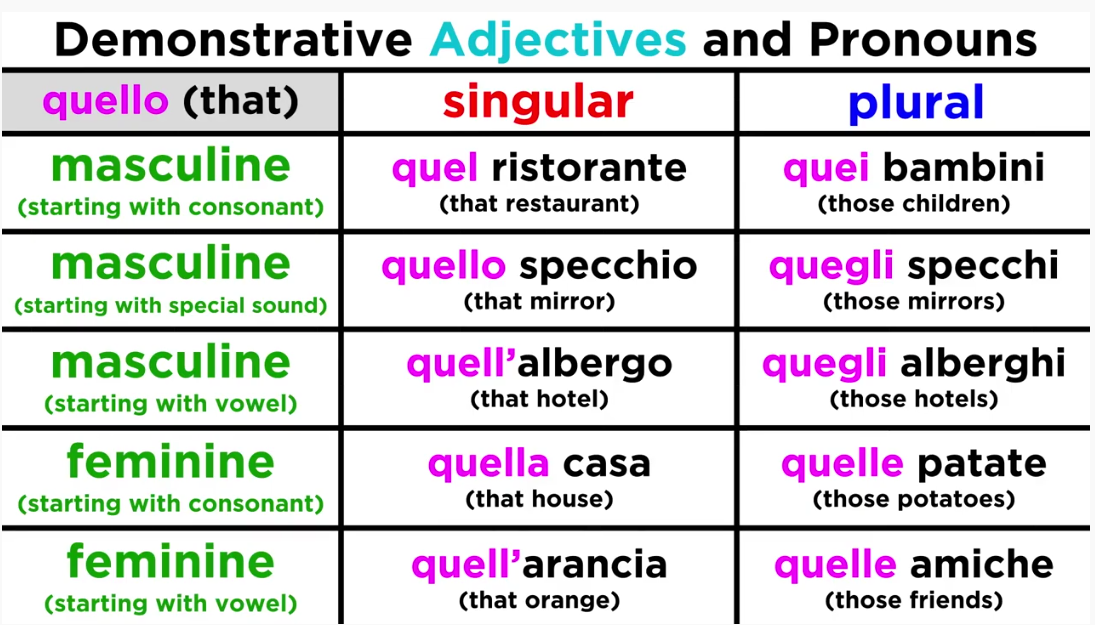 Demonstrative Adjectives and Pronouns
quello (that) singular plural
masculine quel ristorante quei bambini
(starting with consonant) (that restaurant) (those children)
masculine quello specchio quegli specchi
(starting with special sound) (that mirror) (those mirrors)
masculine quell’albergo quegli alberghi
(starting with vowel) (that hotel) (those hotels)
feminine quella casa quelle patate
(starting with consonant) (that house) (those potatoes)
feminine quell’arancia quelle amiche
(starting with vowel) (that orange) (those friends)